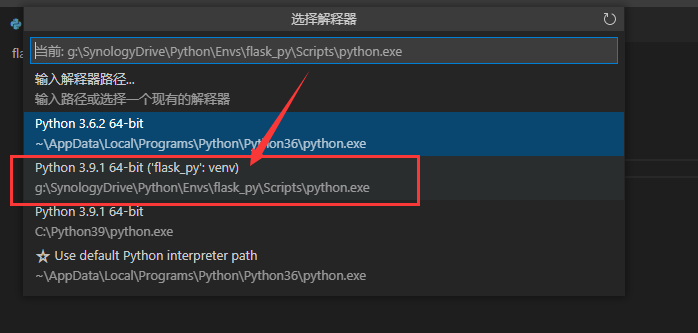 选择解释器
当前: g:\SynologyDrive\Python\Envs\flask_py\Scripts\python.exe
输入解释器路径...
输入路径或选择一个现有的解释器
Python 3.6.2 64-bit
~\AppData\Local\Programs\Python\Python36\python.exe
Python 3.9.1 64-bit ('flask_py': venv)
g:\SynologyDrive\Python\Envs\flask_py\Scripts\python.exe
Python 3.9.1 64-bit
C:\Python39\python.exe
☆ Use default Python interpreter path
~\AppData\Local\Programs\Python\Python36\python.exe